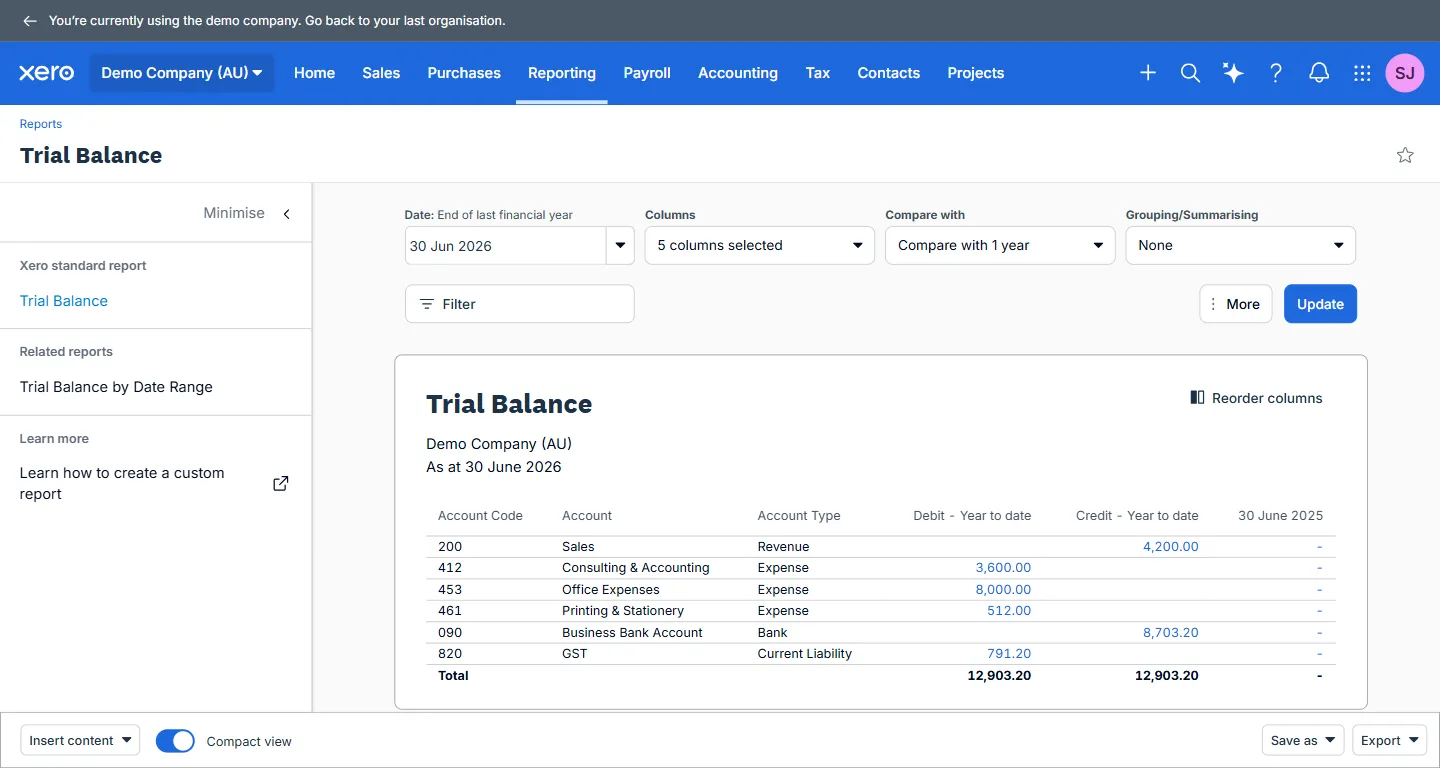 You're currently using the demo company. Go back to your last organisation.
xero Demo Company (AU) Home Sales Purchases Reporting Payroll Accounting Tax Contacts Projects SJ
Reports
Trial Balance
Minimise
Xero standard report
Trial Balance
Related reports
Trial Balance by Date Range
Learn more
Learn how to create a custom
report
Date: End of last financial year Columns Compare with Grouping/Summarising
30 Jun 2026 5 columns selected Compare with 1 year None
Filter More Update
Trial Balance Reorder columns
Demo Company (AU)
As at 30 June 2026
Account Code Account Account Type Debit - Year to date Credit - Year to date 30 June 2025
200 Sales Revenue 4,200.00 -
412 Consulting & Accounting Expense 3,600.00 -
453 Office Expenses Expense 8,000.00 -
461 Printing & Stationery Expense 512.00 -
090 Business Bank Account Bank 8,703.20 -
820 GST Current Liability 791.20 -
Total 12,903.20 12,903.20 -
Insert content Compact view Save as Export